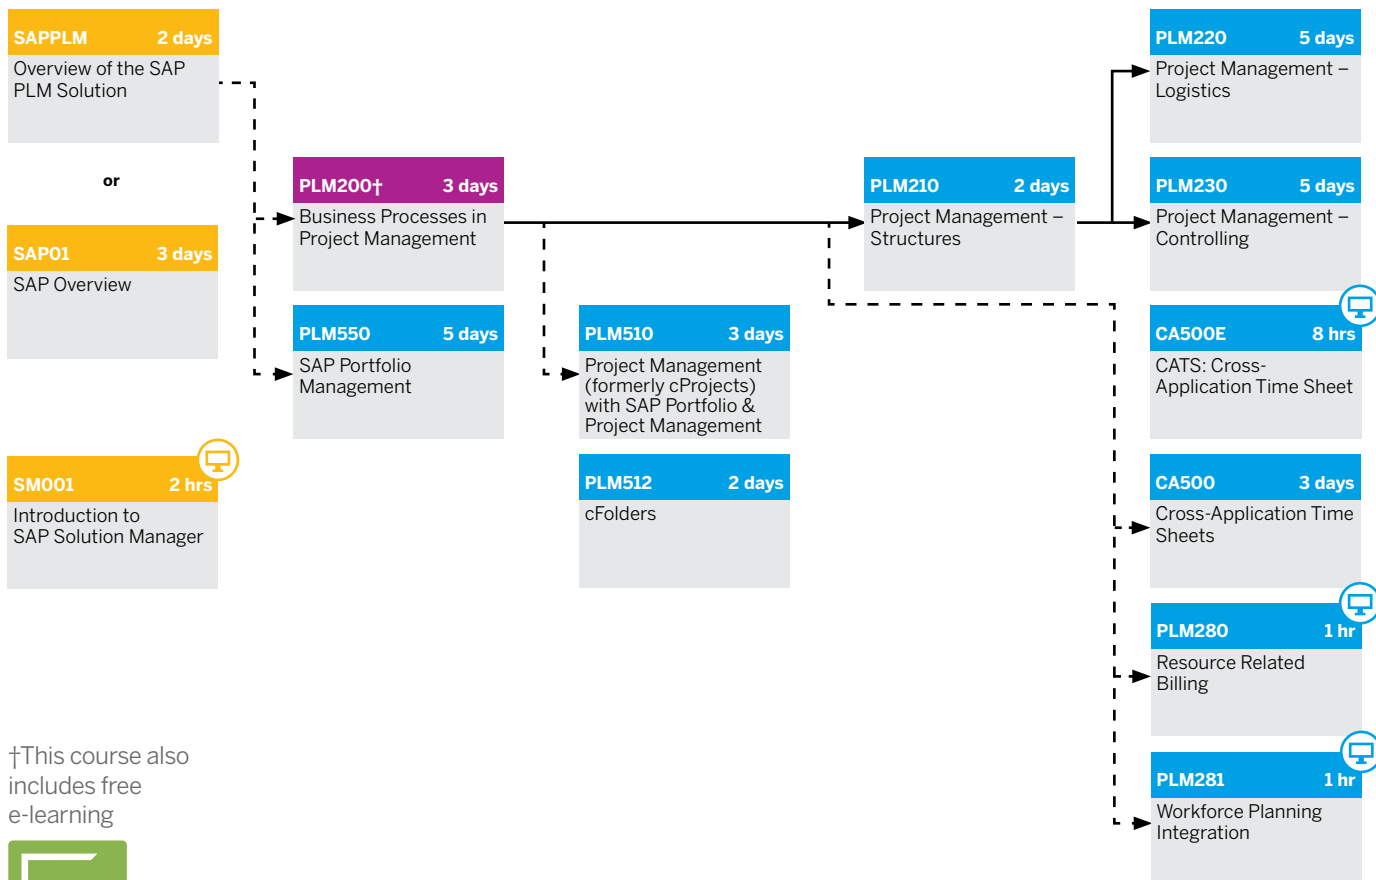 SAPPLM 2 days
Overview of the SAP
PLM Solution
or
SAP01 3 days
SAP Overview
SM001 2 hrs
Introduction to
SAP Solution Manager
†This course also
includes free
e-learning
PLM200† 3 days
Business Processes in
Project Management
PLM550 5 days
SAP Portfolio
Management
PLM510 3 days
Project Management
(formerly cProjects)
with SAP Portfolio &
Project Management
PLM512 2 days
cFolders
PLM210 2 days
Project Management –
Structures
PLM220 5 days
Project Management –
Logistics
PLM230 5 days
Project Management –
Controlling
CA500E 8 hrs
CATS: Cross-
Application Time Sheet
CA500 3 days
Cross-Application Time
Sheets
PLM280 1 hr
Resource Related
Billing
PLM281 1 hr
Workforce Planning
Integration